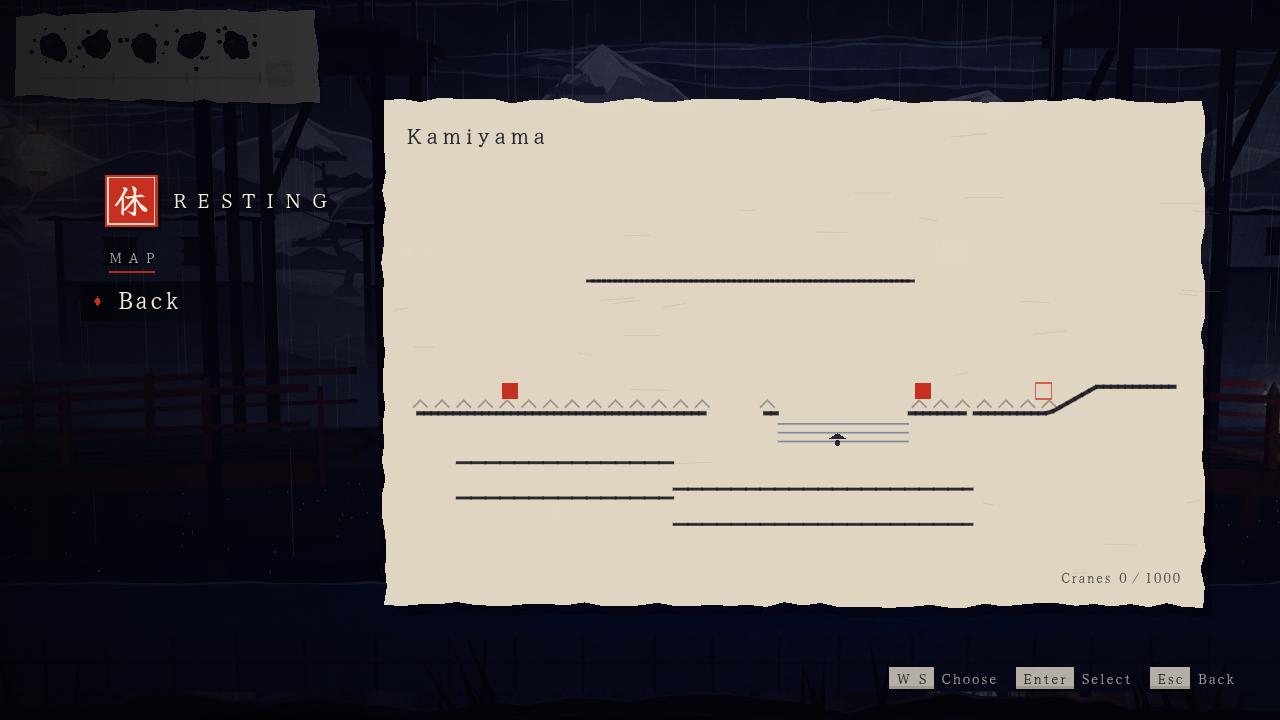 Kamiyama
休 RESTING
MAP
Back
Cranes 0 / 1000
W S Choose Enter Select Esc Back